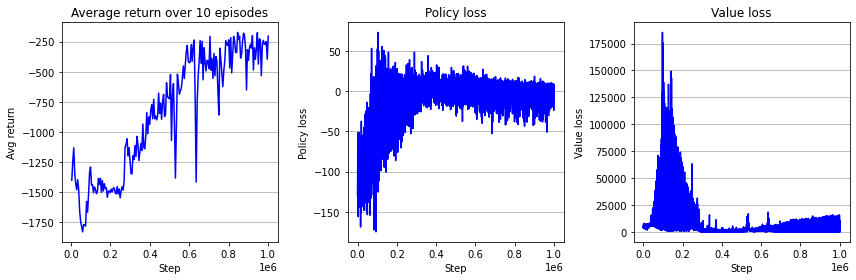 Average return over 10 episodes
Avg return
−250
−500
−750
−1000
−1250
−1500
−1750
0.0 0.2 0.4 0.6 0.8 1.0
Step
1e6
Policy loss
Policy loss
50
0
−50
−100
−150
0.0 0.2 0.4 0.6 0.8 1.0
Step
1e6
Value loss
Value loss
175000
150000
125000
100000
75000
50000
25000
0
0.0 0.2 0.4 0.6 0.8 1.0
Step
1e6